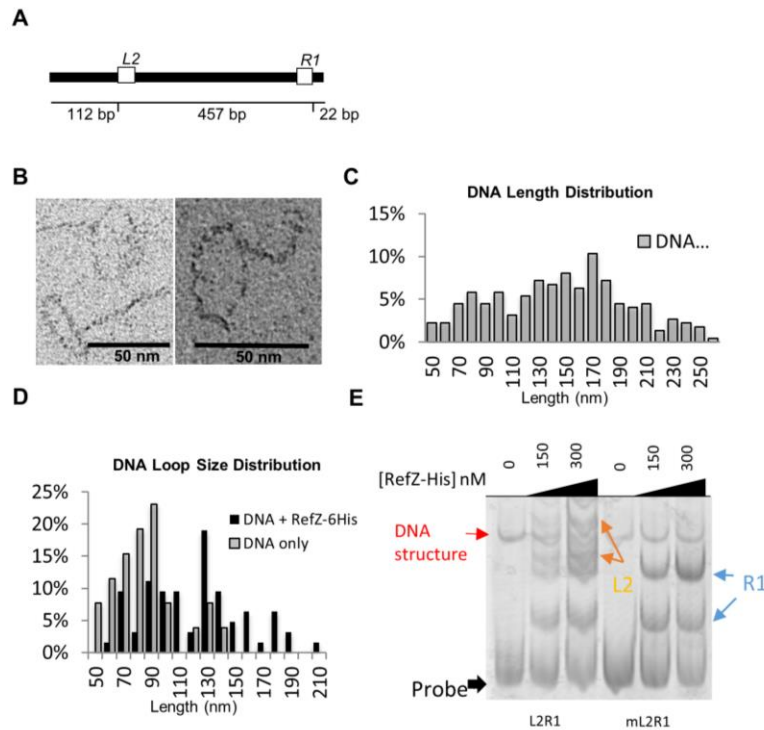 A
L2
R1
112 bp
457 bp
22 bp
B
50 nm
50 nm
C
DNA Length Distribution
15%
10%
5%
0%
DNA...
50
70
90
110
130
150
170
190
210
230
250
Length (nm)
D
DNA Loop Size Distribution
25%
20%
15%
10%
5%
0%
DNA + RefZ-6His
DNA only
50
70
90
110
130
150
170
190
210
Length (nm)
E
0 150 300 0 150 300
[RefZ-His] nM
DNA
structure
L2
R1
Probe
L2R1
mL2R1